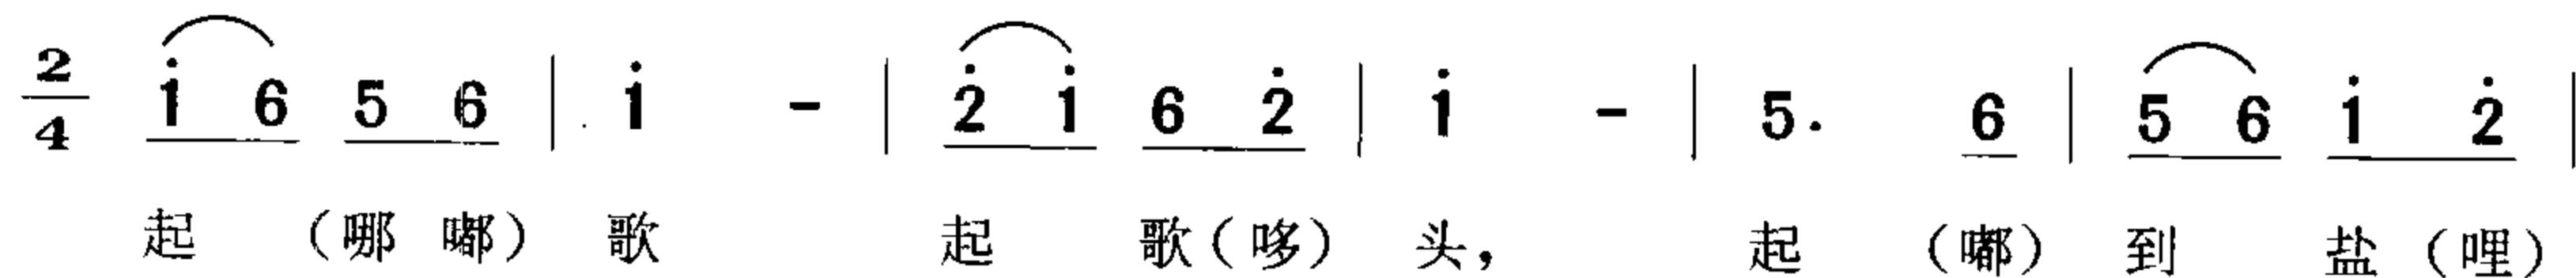 2/4 i̇ 6 5 6 | i̇ - | 2̇ i̇ 6 2̇ | i̇ - | 5. 6 | 5 6 i̇ 2̇ |
起 （哪 嘟） 歌 起 歌（哆） 头， 起 （嘟） 到 盐 （哩）